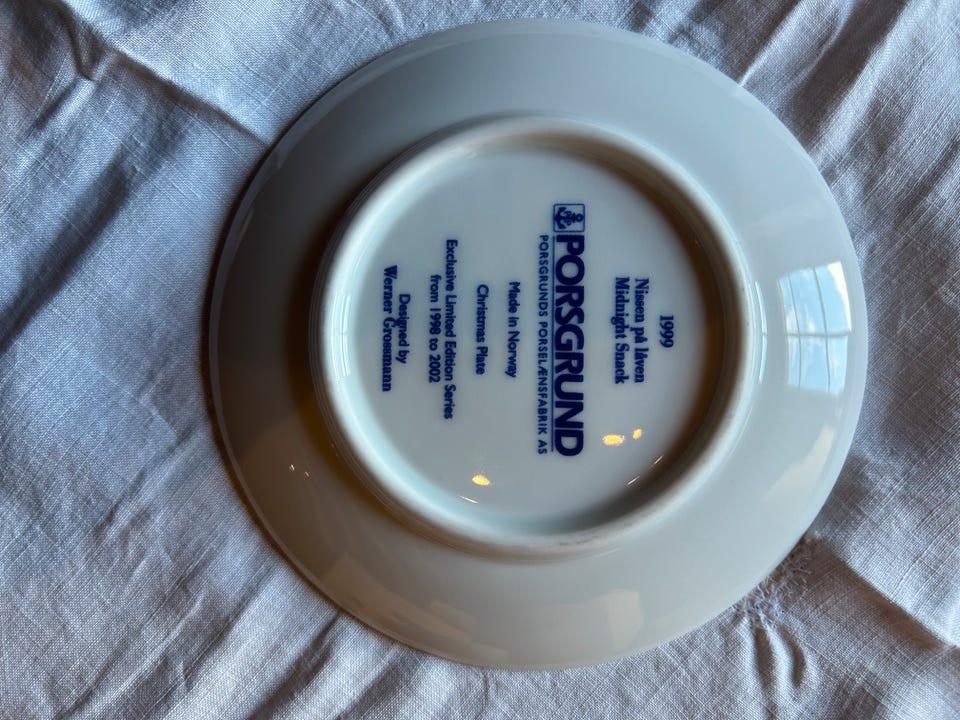 1999
Nissen på låven
Midnight Snack
PORSGRUND
PORSGRUNDS PORSELÆNSFABRIK AS
Made in Norway
Christmas Plate
Exclusive Limited Edition Series
from 1998 to 2002
Designed by
Werner Grossmann